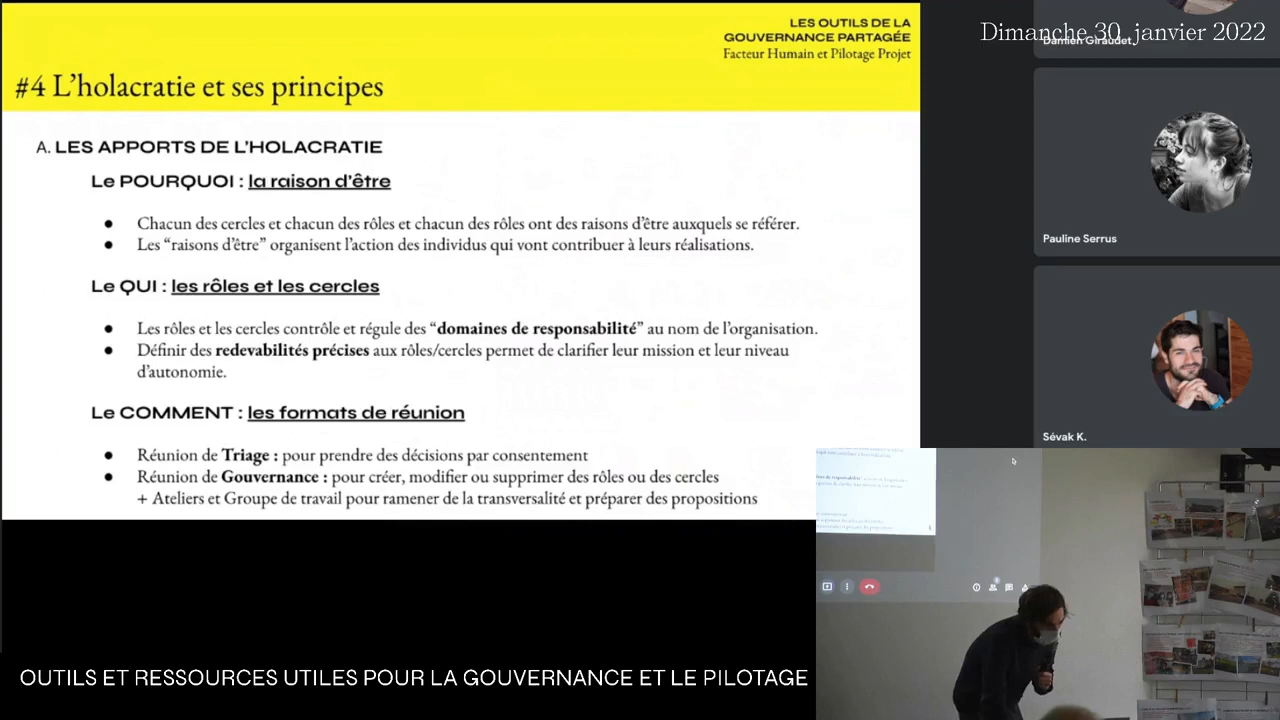 LES OUTILS DE LA
GOUVERNANCE PARTAGÉE
Facteur Humain et Pilotage Projet
#4 L’holacratie et ses principes
A. LES APPORTS DE L’HOLACRATIE
Le POURQUOI : la raison d’être
● Chacun des cercles et chacun des rôles et chacun des rôles ont des raisons d’être auxquels se référer.
● Les “raisons d’être” organisent l’action des individus qui vont contribuer à leurs réalisations.
Le QUI : les rôles et les cercles
● Les rôles et les cercles contrôle et régule des “domaines de responsabilité” au nom de l’organisation.
● Définir des redevabilités précises aux rôles/cercles permet de clarifier leur mission et leur niveau
d’autonomie.
Le COMMENT : les formats de réunion
● Réunion de Triage : pour prendre des décisions par consentement
● Réunion de Gouvernance : pour créer, modifier ou supprimer des rôles ou des cercles
+ Ateliers et Groupe de travail pour ramener de la transversalité et préparer des propositions
Dimanche 30 janvier 2022
Damien Giraudet
Pauline Serrus
Sévak K.
OUTILS ET RESSOURCES UTILES POUR LA GOUVERNANCE ET LE PILOTAGE